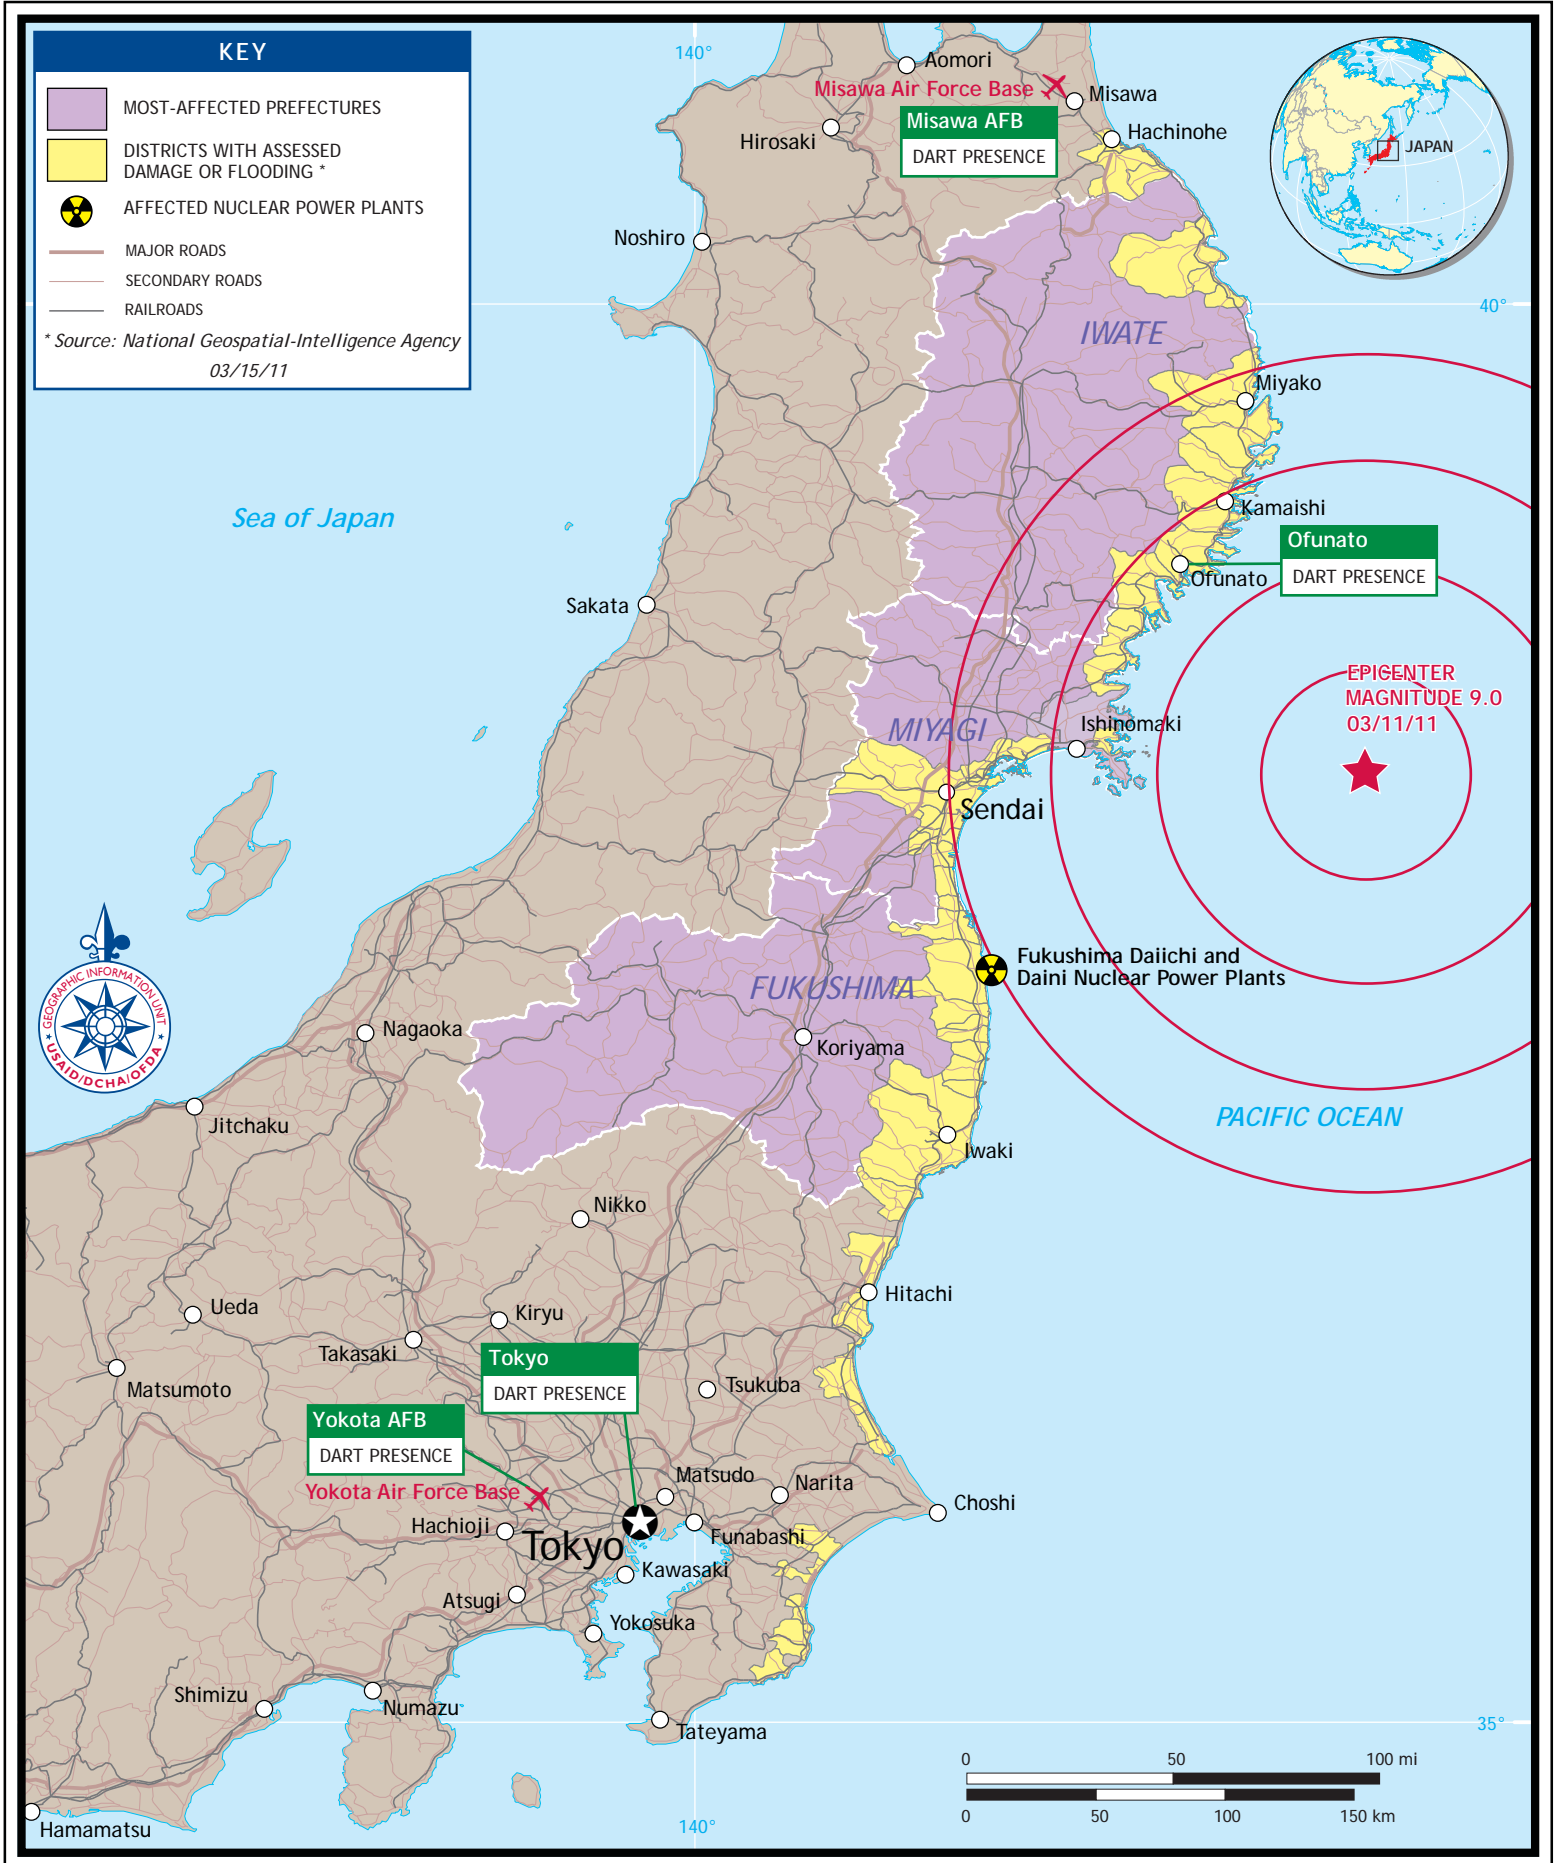 KEY
MOST-AFFECTED PREFECTURES
DISTRICTS WITH ASSESSED
DAMAGE OR FLOODING *
AFFECTED NUCLEAR POWER PLANTS
MAJOR ROADS
SECONDARY ROADS
RAILROADS
* Source: National Geospatial-Intelligence Agency
03/15/11
140°
Aomori
Misawa Air Force Base
Misawa
Misawa AFB
DART PRESENCE
Hirosaki
Hachinohe
JAPAN
Noshiro
40°
IWATE
Miyako
Sea of Japan
Kamaishi
Ofunato
DART PRESENCE
Ofunato
Sakata
EPICENTER
MAGNITUDE 9.0
03/11/11
MIYAGI
Ishinomaki
Sendai
GEOGRAPHIC INFORMATION UNIT
* USAID/DCHA/OFDA *
Fukushima Daiichi and
Daini Nuclear Power Plants
FUKUSHIMA
Nagaoka
Koriyama
Jitchaku
PACIFIC OCEAN
Iwaki
Nikko
Hitachi
Ueda
Kiryu
Takasaki
Tokyo
DART PRESENCE
Matsumoto
Tsukuba
Yokota AFB
DART PRESENCE
Yokota Air Force Base
Matsudo
Narita
Choshi
Hachioji
Tokyo
Funabashi
Kawasaki
Atsugi
Yokosuka
Shimizu
Numazu
Tateyama
35°
0 50 100 mi
0 50 100 150 km
140°
Hamamatsu